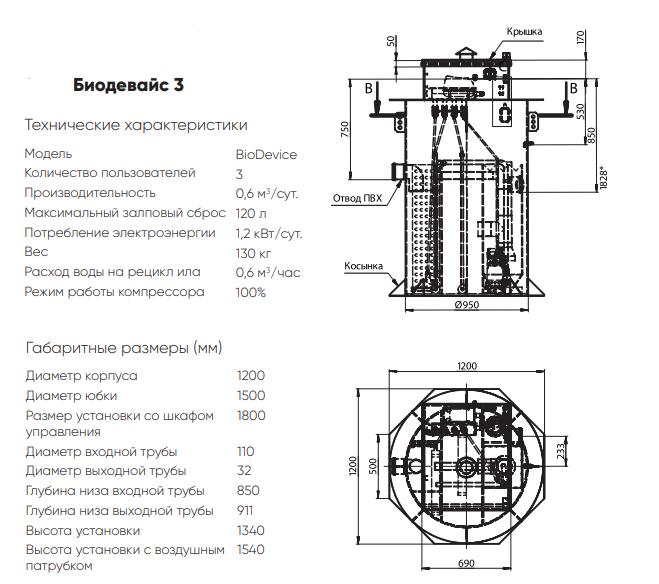 Биодевайс 3
Технические характеристики
Модель BioDevice
Количество пользователей 3
Производительность 0,6 м³/сут.
Максимальный залповый сброс 120 л
Потребление электроэнергии 1,2 кВт/сут.
Вес 130 кг
Расход воды на рецикл ила 0,6 м³/час
Режим работы компрессора 100%
Габаритные размеры (мм)
Диаметр корпуса 1200
Диаметр юбки 1500
Размер установки со шкафом 1800
управления
Диаметр входной трубы 110
Диаметр выходной трубы 32
Глубина низа входной трубы 850
Глубина низа выходной трубы 911
Высота установки 1340
Высота установки с воздушным 1540
патрубком
Крышка
50
170
В
В
750
530
850
1828*
Отвод ПВХ
Косынка
Ø950
1200
1200
500
233
690